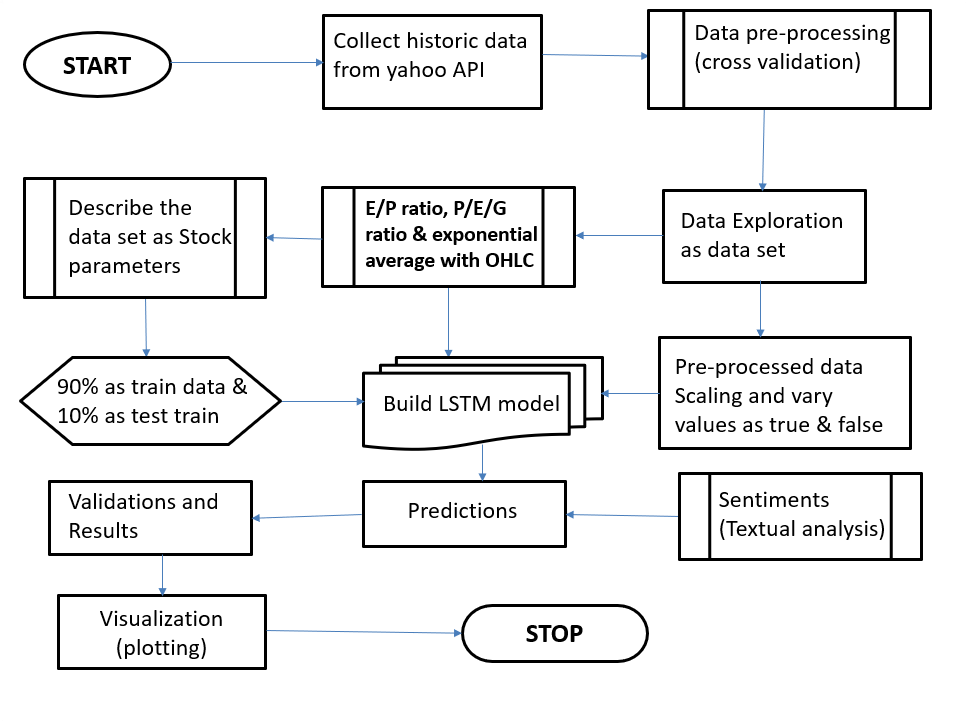 START
Collect historic data
from yahoo API
Data pre-processing
(cross validation)
Describe the
data set as Stock
parameters
E/P ratio, P/E/G
ratio & exponential
average with OHLC
Data Exploration
as data set
90% as train data &
10% as test train
Build LSTM model
Pre-processed data
Scaling and vary
values as true & false
Validations and
Results
Predictions
Sentiments
(Textual analysis)
Visualization
(plotting)
STOP